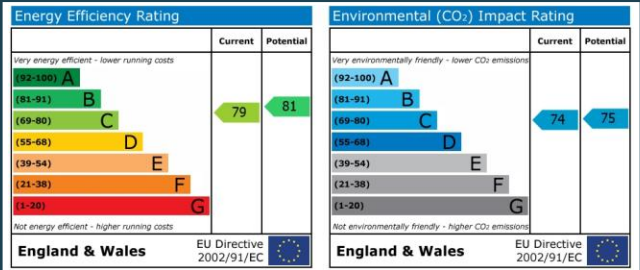 Energy Efficiency Rating
Current Potential
Very energy efficient - lower running costs
(92-100) A
(81-91) B
(69-80) C
(55-68) D
(39-54) E
(21-38) F
(1-20) G
79
81
Not energy efficient - higher running costs
England & Wales
EU Directive
2002/91/EC
Environmental (CO₂) Impact Rating
Current Potential
Very environmentally friendly - lower CO₂ emissions
(92-100) A
(81-91) B
(69-80) C
(55-68) D
(39-54) E
(21-38) F
(1-20) G
74
75
Not environmentally friendly - higher CO₂ emissions
England & Wales
EU Directive
2002/91/EC